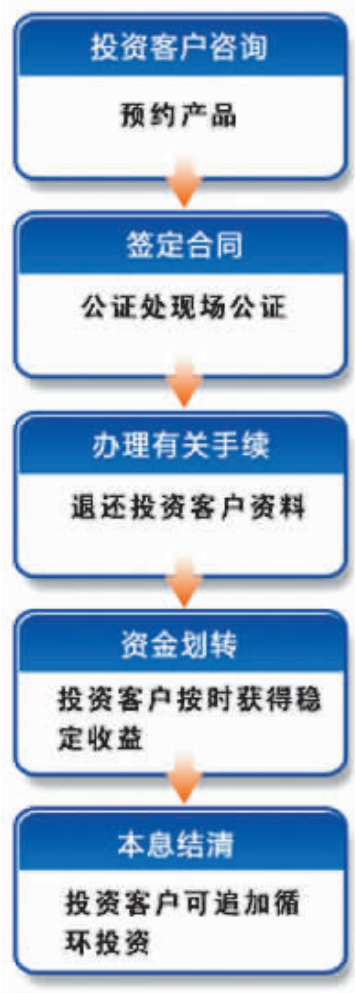 投资客户咨询
预约产品
签定合同
公证处现场公证
办理有关手续
退还投资客户资料
资金划转
投资客户按时获得稳
定收益
本息结清
投资客户可追加循
环投资